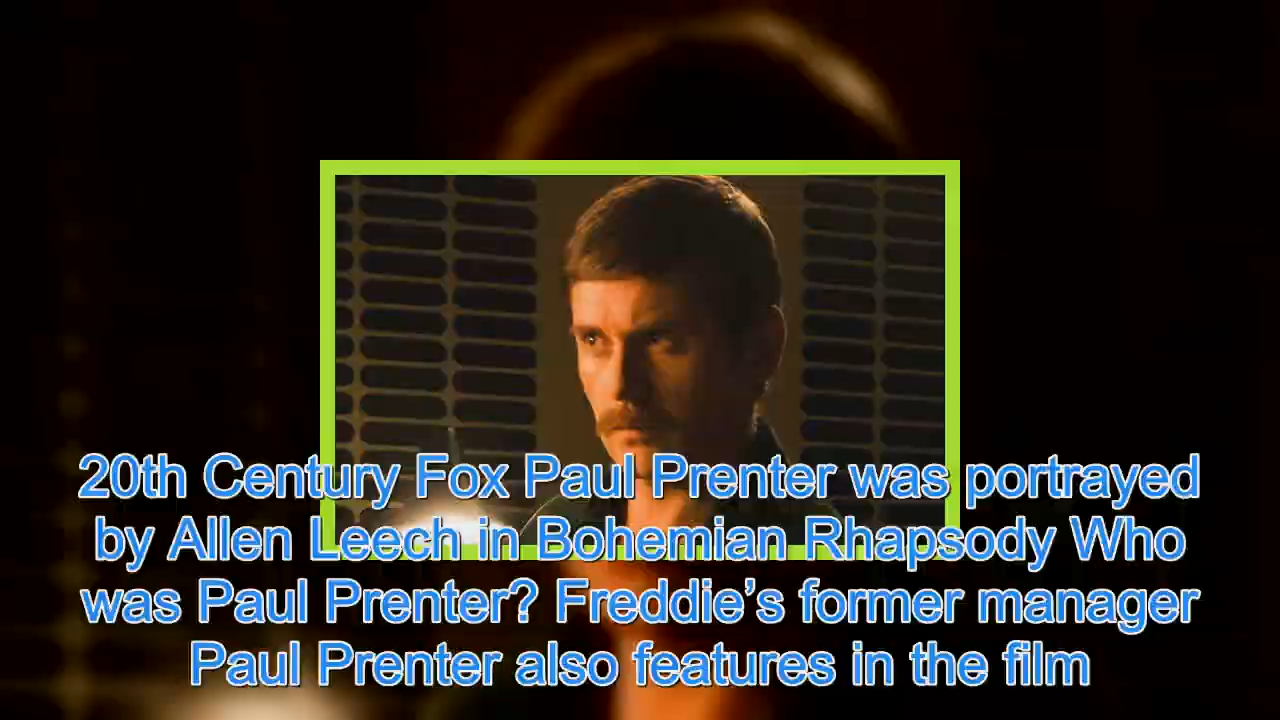 20th Century Fox Paul Prenter was portrayed
by Allen Leech in Bohemian Rhapsody Who
was Paul Prenter? Freddie’s former manager
Paul Prenter also features in the film